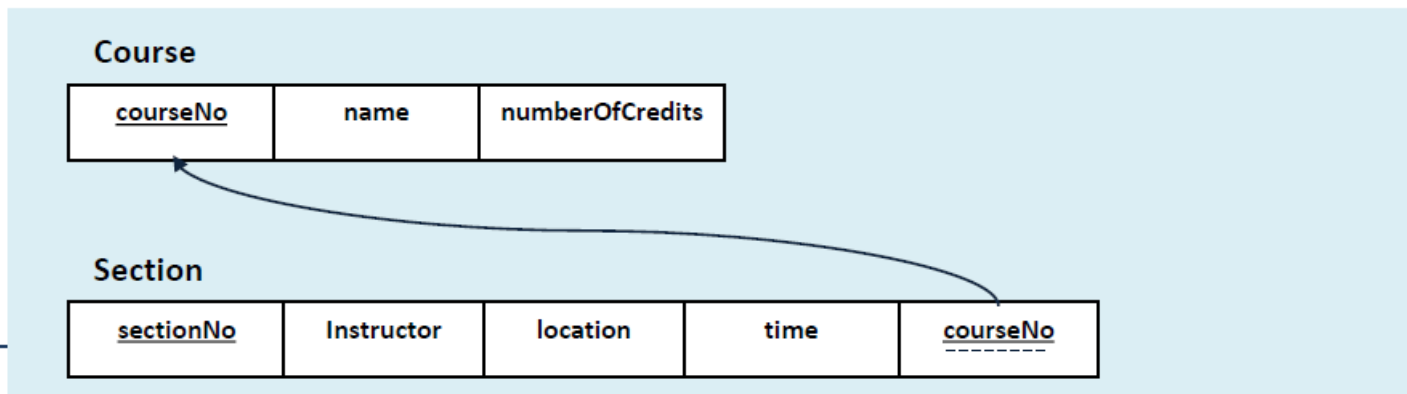 Course
courseNo name numberOfCredits
Section
sectionNo Instructor location time courseNo